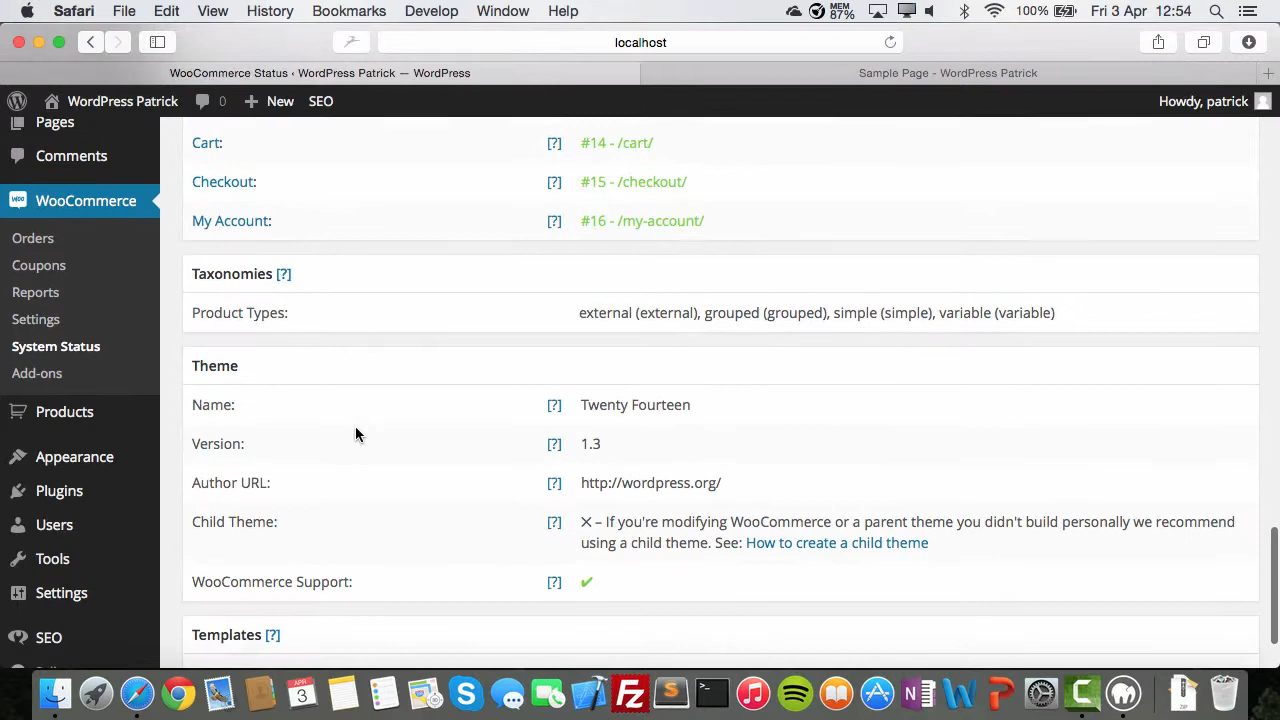 Safari File Edit View History Bookmarks Develop Window Help MEM 87% 100% Fri 3 Apr 12:54
localhost
WooCommerce Status ‹ WordPress Patrick — WordPress Sample Page - WordPress Patrick
WordPress Patrick 0 New SEO Howdy, patrick
Pages
Comments
WooCommerce
Orders
Coupons
Reports
Settings
System Status
Add-ons
Products
Appearance
Plugins
Users
Tools
Settings
SEO
Cart: [?] #14 - /cart/
Checkout: [?] #15 - /checkout/
My Account: [?] #16 - /my-account/
Taxonomies [?]
Product Types: external (external), grouped (grouped), simple (simple), variable (variable)
Theme
Name: [?] Twenty Fourteen
Version: [?] 1.3
Author URL: [?] http://wordpress.org/
Child Theme: [?] ✕ – If you're modifying WooCommerce or a parent theme you didn't build personally we recommend
using a child theme. See: How to create a child theme
WooCommerce Support: [?] ✔
Templates [?]
APR 3